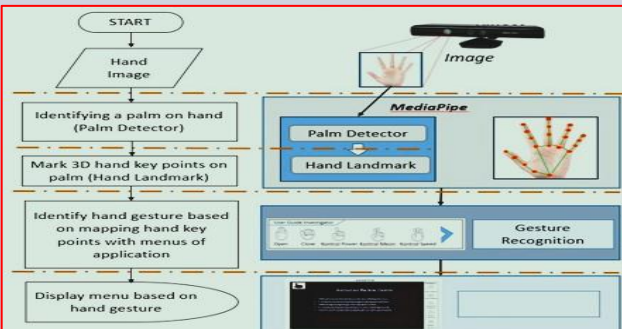 START
Hand
Image
Identifying a palm on hand
(Palm Detector)
Mark 3D hand key points on
palm (Hand Landmark)
Identify hand gesture based
on mapping hand key
points with menus of
application
Display menu based on
hand gesture
Image
MediaPipe
Palm Detector
Hand Landmark
Open
Close
Gesture
Recognition